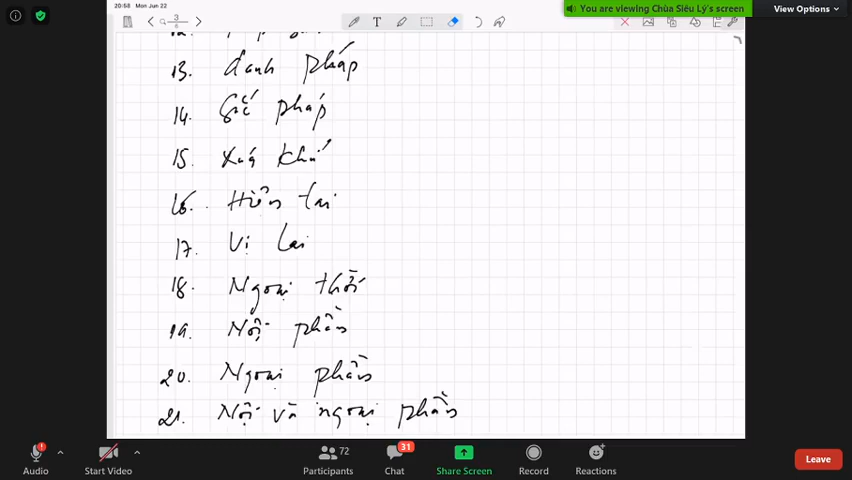 20:58 Mon Jun 22
You are viewing Chùa Siêu Lý's screen
View Options
3
6
T
13. danh pháp
14. Sắc pháp
15. Quá khứ
16. Hiện tại
17. Vị lai
18. Ngoại thời
19. Nội phần
20. Ngoại phần
21. Nội và ngoại phần
Audio
Start Video
72
Participants
31
Chat
Share Screen
Record
Reactions
Leave